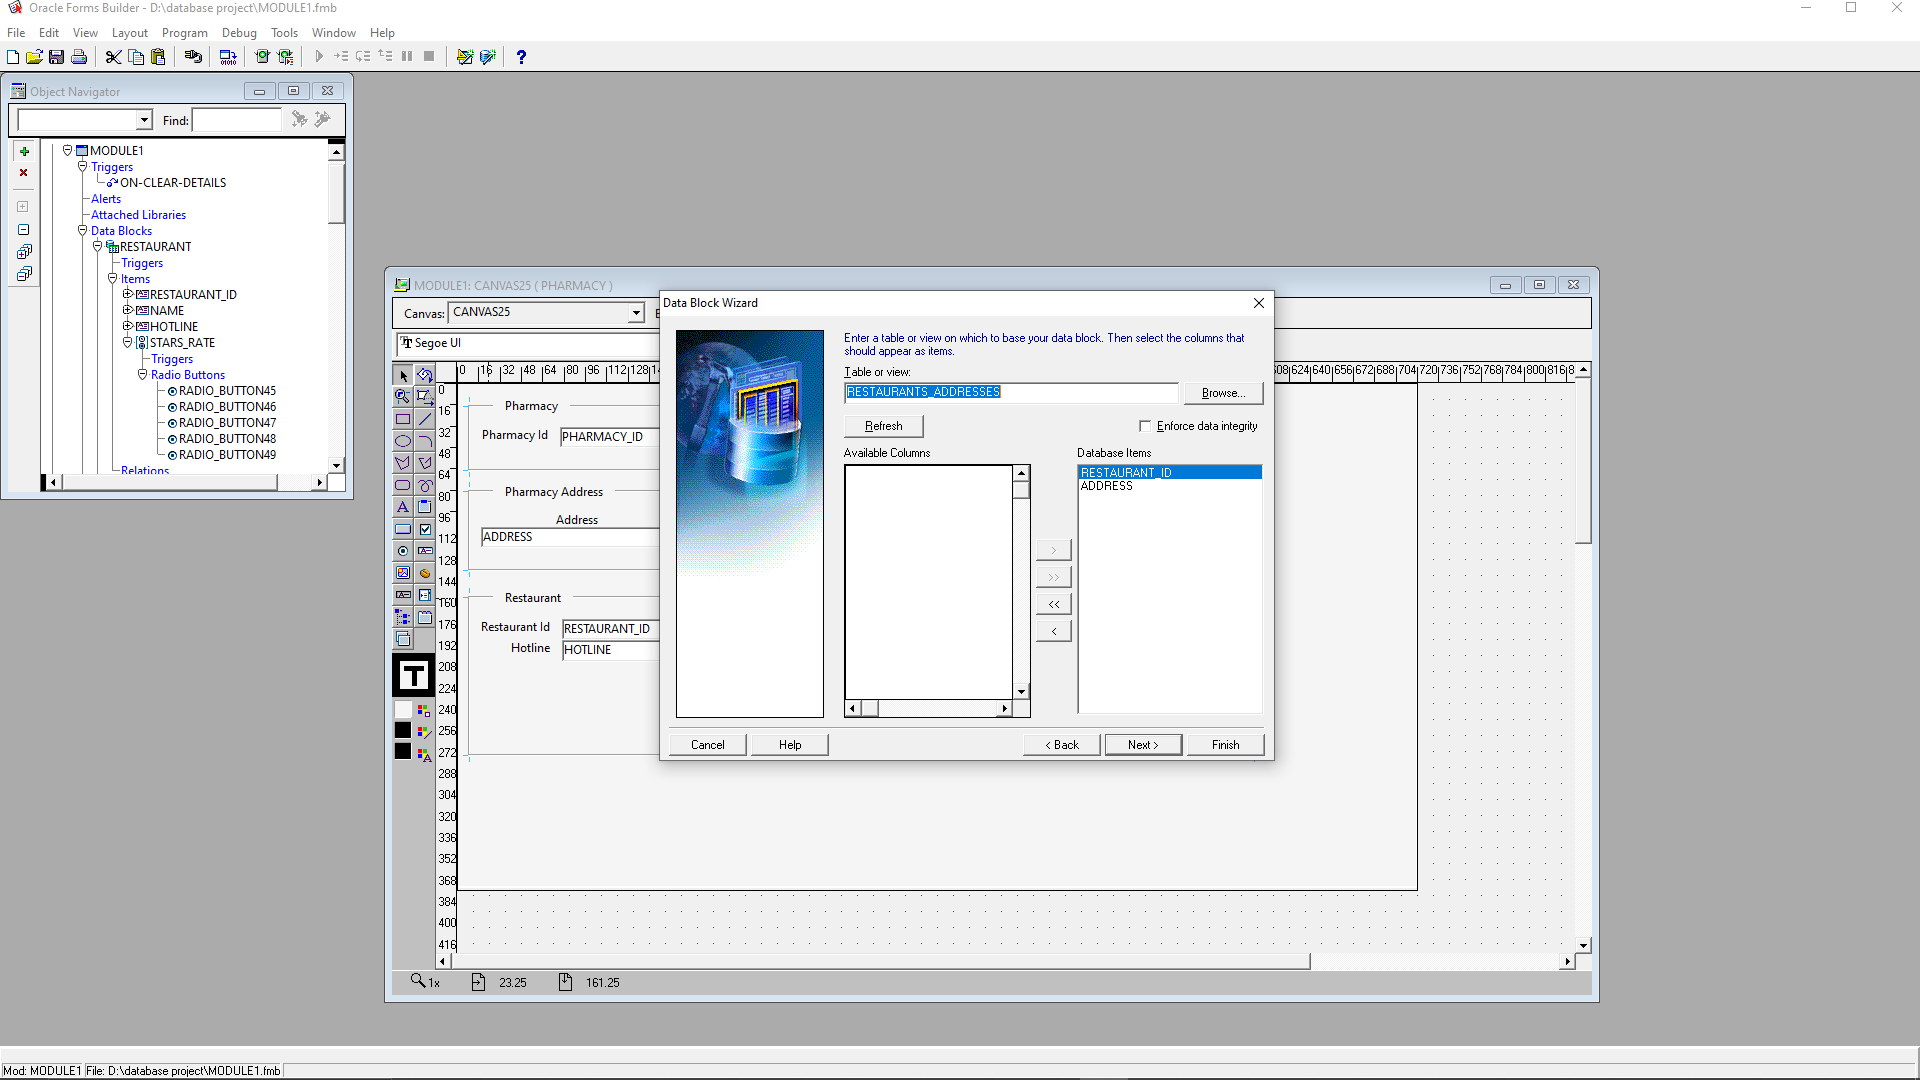 Oracle Forms Builder - D:\database project\MODULE1.fmb
File Edit View Layout Program Debug Tools Window Help
Object Navigator
Find:
MODULE1
Triggers
ON-CLEAR-DETAILS
Alerts
Attached Libraries
Data Blocks
RESTAURANT
Triggers
Items
RESTAURANT_ID
NAME
HOTLINE
STARS_RATE
Triggers
Radio Buttons
RADIO_BUTTON45
RADIO_BUTTON46
RADIO_BUTTON47
RADIO_BUTTON48
RADIO_BUTTON49
Relations
MODULE1: CANVAS25 ( PHARMACY )
Canvas: CANVAS25
Segoe UI
0 16 32 48 64 80 96 112 128
624 640 656 672 688 704 720 736 752 768 784 800 816
0
16
32
48
64
80
96
112
128
144
160
176
192
208
224
240
256
272
288
304
320
336
352
368
384
400
416
Pharmacy
Pharmacy Id PHARMACY_ID
Pharmacy Address
Address
ADDRESS
Restaurant
Restaurant Id RESTAURANT_ID
Hotline HOTLINE
1x 23.25 161.25
Data Block Wizard
Enter a table or view on which to base your data block. Then select the columns that
should appear as items.
Table or view:
RESTAURANTS_ADDRESSES
Browse...
Refresh
Enforce data integrity
Available Columns
Database Items
RESTAURANT_ID
ADDRESS
>
>>
<<
<
Cancel Help < Back Next > Finish
Mod: MODULE1 File: D:\database project\MODULE1.fmb